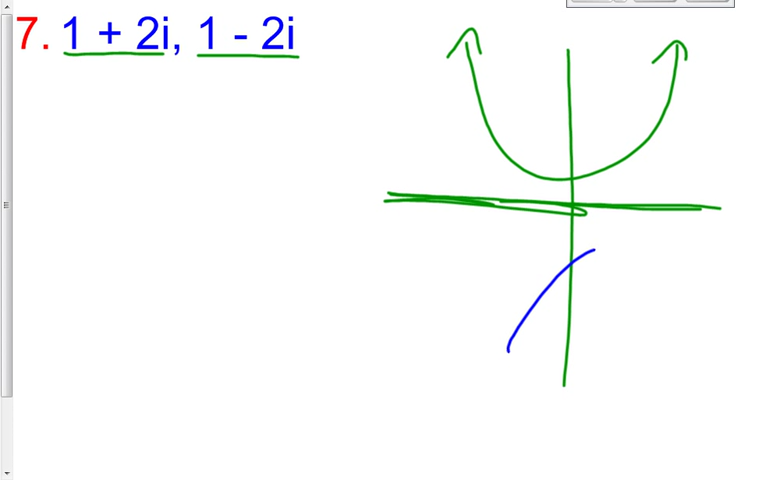 7. 1 + 2i, 1 - 2i